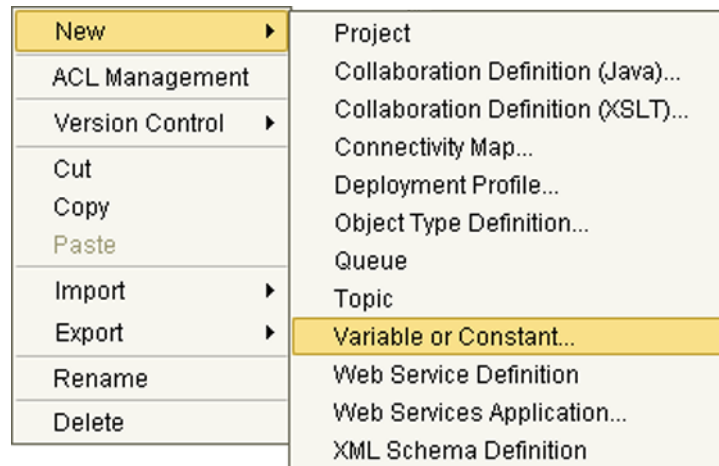 New
ACL Management
Version Control
Cut
Copy
Paste
Import
Export
Rename
Delete
Project
Collaboration Definition (Java)...
Collaboration Definition (XSLT)...
Connectivity Map...
Deployment Profile...
Object Type Definition...
Queue
Topic
Variable or Constant...
Web Service Definition
Web Services Application...
XML Schema Definition